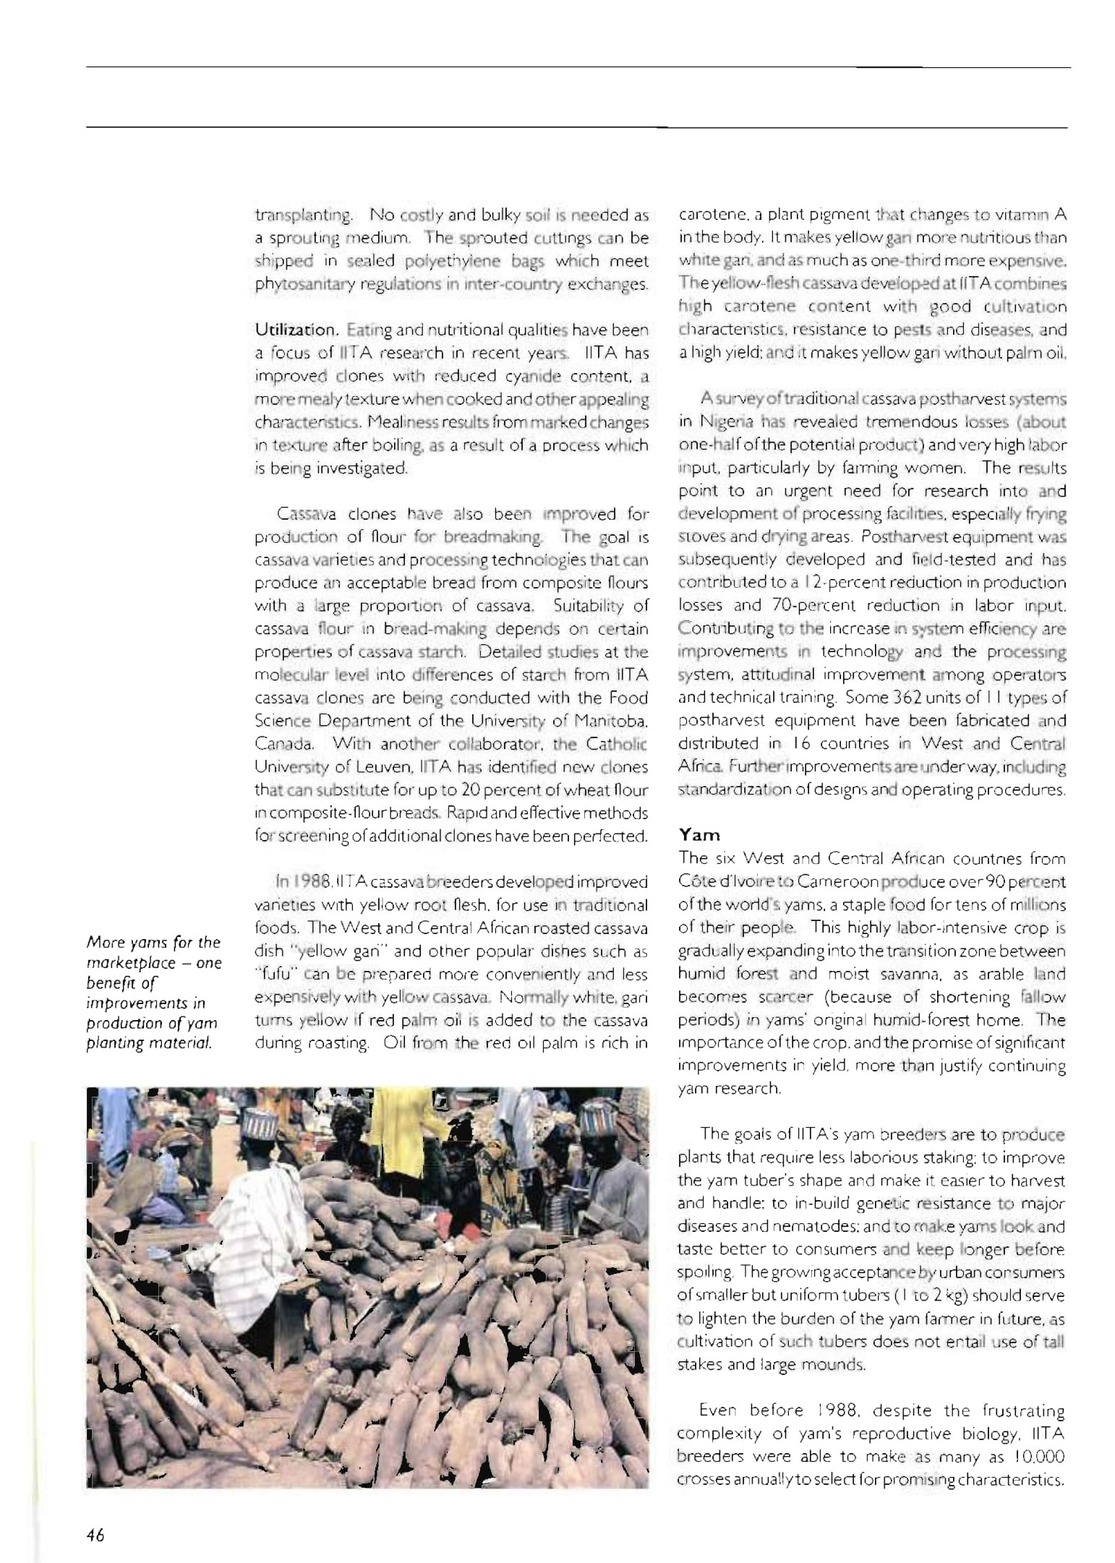 transplanting. No costly and bulky soil is needed as
a sprouting medium. The sprouted cuttings can be
shipped in sealed polyethylene bags which meet
phytosanitary regulations in inter-country exchanges.
Utilization. Eating and nutritional qualities have been
a focus of IITA research in recent years. IITA has
improved clones with reduced cyanide content, a
more mealy texture when cooked and other appealing
characteristics. Mealiness results from marked changes
in texture after boiling, as a result of a process which
is being investigated.
Cassava clones have also been improved for
production of flour for breadmaking. The goal is
cassava varieties and processing technologies that can
produce an acceptable bread from composite flours
with a large proportion of cassava. Suitability of
cassava flour in bread-making depends on certain
properties of cassava starch. Detailed studies at the
molecular level into differences of starch from IITA
cassava clones are being conducted with the Food
Science Department of the University of Manitoba,
Canada. With another collaborator, the Catholic
University of Leuven, IITA has identified new clones
that can substitute for up to 20 percent of wheat flour
in composite-flour breads. Rapid and effective methods
for screening of additional clones have been perfected.
In 1988, IITA cassava breeders developed improved
varieties with yellow root flesh, for use in traditional
foods. The West and Central African roasted cassava
dish "yellow gari" and other popular dishes such as
"fufu" can be prepared more conveniently and less
expensively with yellow cassava. Normally white, gari
turns yellow if red palm oil is added to the cassava
during roasting. Oil from the red oil palm is rich in
More yams for the
marketplace – one
benefit of
improvements in
production of yam
planting material.
carotene, a plant pigment that changes to vitamin A
in the body. It makes yellow gari more nutritious than
white gari, and as much as one-third more expensive.
The yellow-flesh cassava developed at IITA combines
high carotene content with good cultivation
characteristics, resistance to pests and diseases, and
a high yield; and it makes yellow gari without palm oil.
A survey of traditional cassava postharvest systems
in Nigeria has revealed tremendous losses (about
one-half of the potential product) and very high labor
input, particularly by farming women. The results
point to an urgent need for research into and
development of processing facilities, especially frying
stoves and drying areas. Postharvest equipment was
subsequently developed and field-tested and has
contributed to a 12-percent reduction in production
losses and 70-percent reduction in labor input.
Contributing to the increase in system efficiency are
improvements in technology and the processing
system, attitudinal improvement among operators
and technical training. Some 362 units of 11 types of
postharvest equipment have been fabricated and
distributed in 16 countries in West and Central
Africa. Further improvements are under way, including
standardization of designs and operating procedures.
Yam
The six West and Central African countries from
Côte d'Ivoire to Cameroon produce over 90 percent
of the world's yams, a staple food for tens of millions
of their people. This highly labor-intensive crop is
gradually expanding into the transition zone between
humid forest and moist savanna, as arable land
becomes scarcer (because of shortening fallow
periods) in yams' original humid-forest home. The
importance of the crop, and the promise of significant
improvements in yield, more than justify continuing
yam research.
The goals of IITA's yam breeders are to produce
plants that require less laborious staking; to improve
the yam tuber's shape and make it easier to harvest
and handle; to in-build genetic resistance to major
diseases and nematodes; and to make yams look and
taste better to consumers and keep longer before
spoiling. The growing acceptance by urban consumers
of smaller but uniform tubers (1 to 2 kg) should serve
to lighten the burden of the yam farmer in future, as
cultivation of such tubers does not entail use of tall
stakes and large mounds.
Even before 1988, despite the frustrating
complexity of yam's reproductive biology, IITA
breeders were able to make as many as 10,000
crosses annually to select for promising characteristics.
46